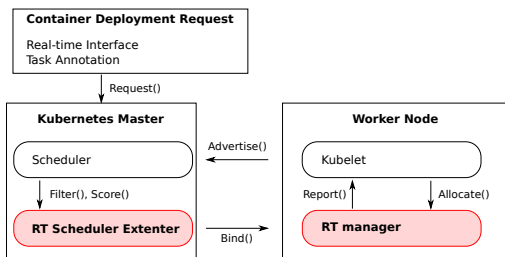 Container Deployment Request
Real-time Interface
Task Annotation
Request()
Kubernetes Master
Scheduler
Filter(), Score()
RT Scheduler Extenter
Advertise()
Bind()
Worker Node
Kubelet
Report()
Allocate()
RT manager